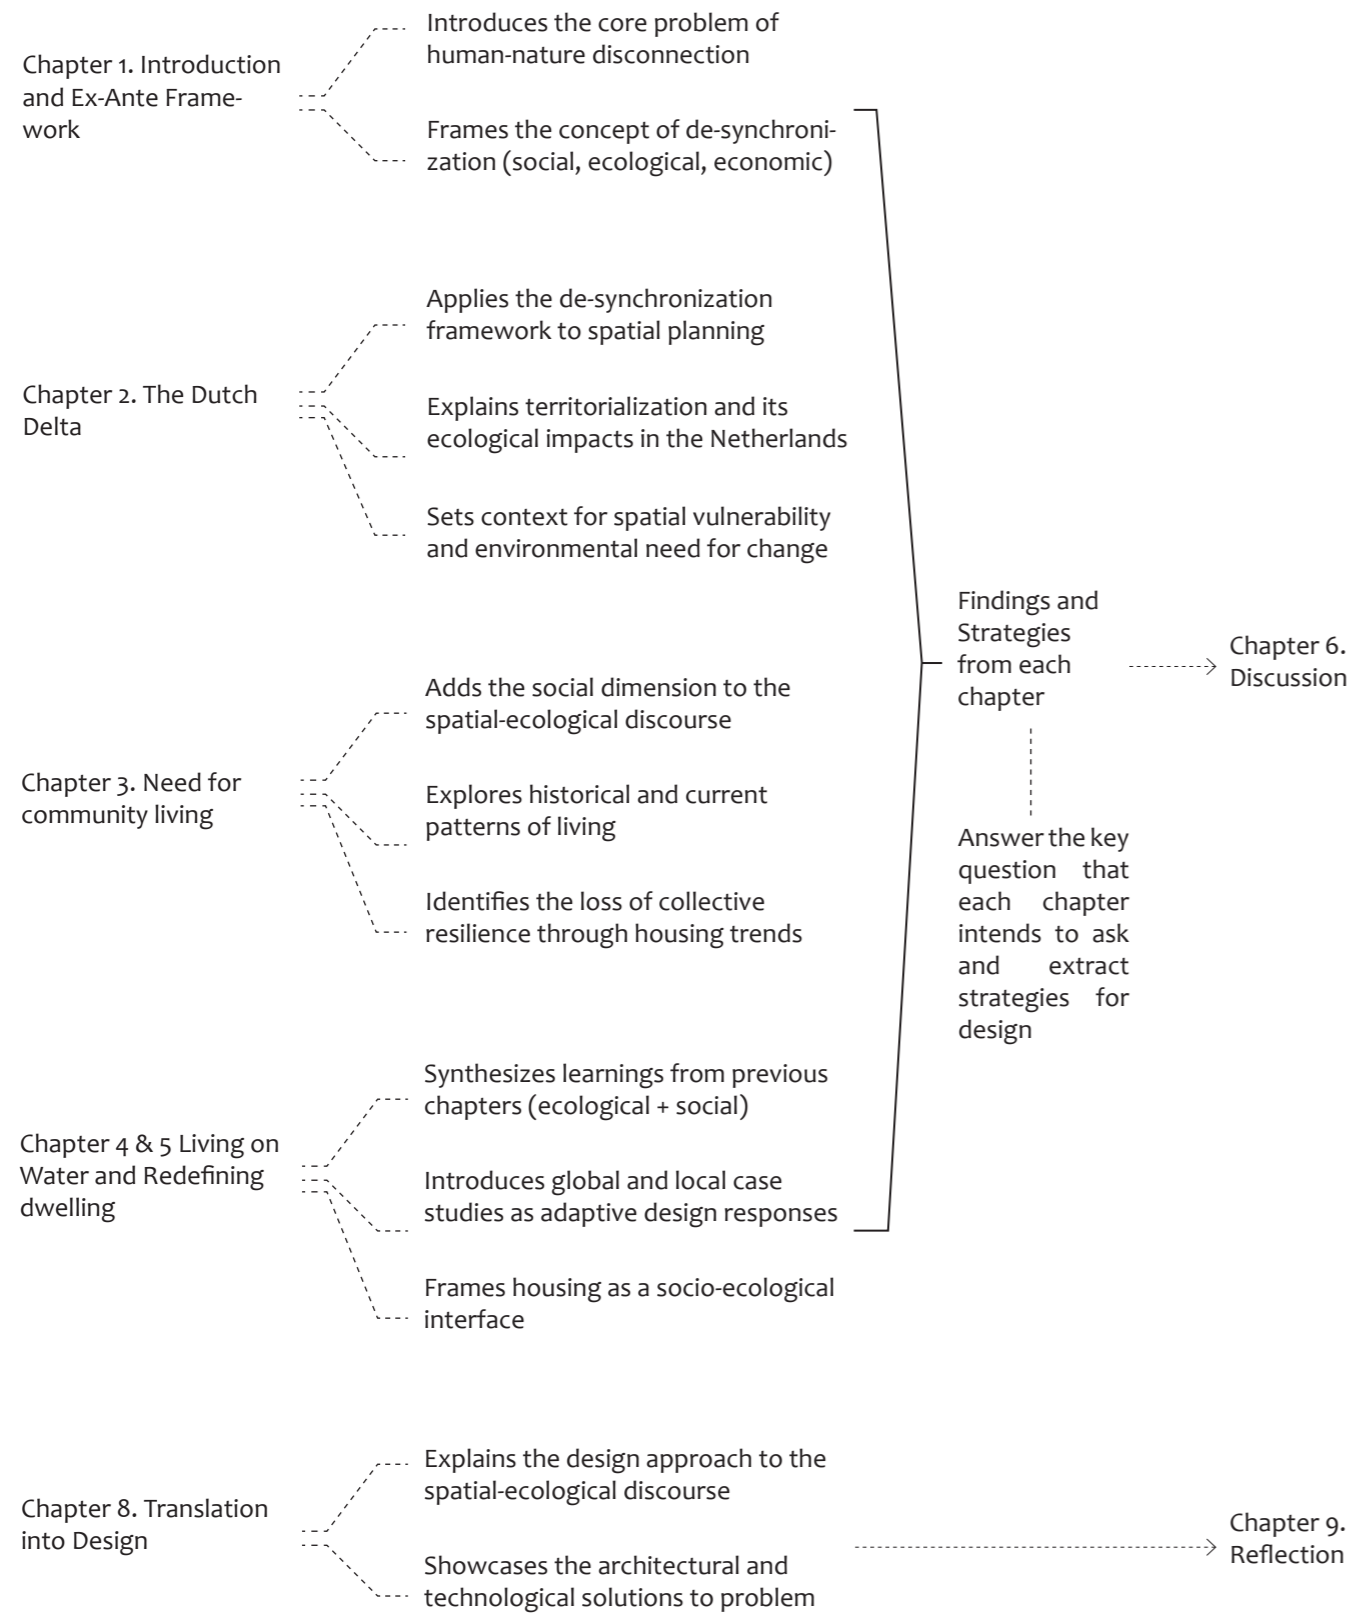 Chapter 1. Introduction
and Ex-Ante Frame-
work
Introduces the core problem of
human-nature disconnection
Frames the concept of de-synchroni-
zation (social, ecological, economic)
Chapter 2. The Dutch
Delta
Applies the de-synchronization
framework to spatial planning
Explains territorialization and its
ecological impacts in the Netherlands
Sets context for spatial vulnerability
and environmental need for change
Chapter 3. Need for
community living
Adds the social dimension to the
spatial-ecological discourse
Explores historical and current
patterns of living
Identifies the loss of collective
resilience through housing trends
Chapter 4 & 5 Living on
Water and Redefining
dwelling
Synthesizes learnings from previous
chapters (ecological + social)
Introduces global and local case
studies as adaptive design responses
Frames housing as a socio-ecological
interface
Findings and
Strategies
from each
chapter
Answer the key
question that
each chapter
intends to ask
and extract
strategies for
design
Chapter 6.
Discussion
Chapter 8. Translation
into Design
Explains the design approach to the
spatial-ecological discourse
Showcases the architectural and
technological solutions to problem
Chapter 9.
Reflection